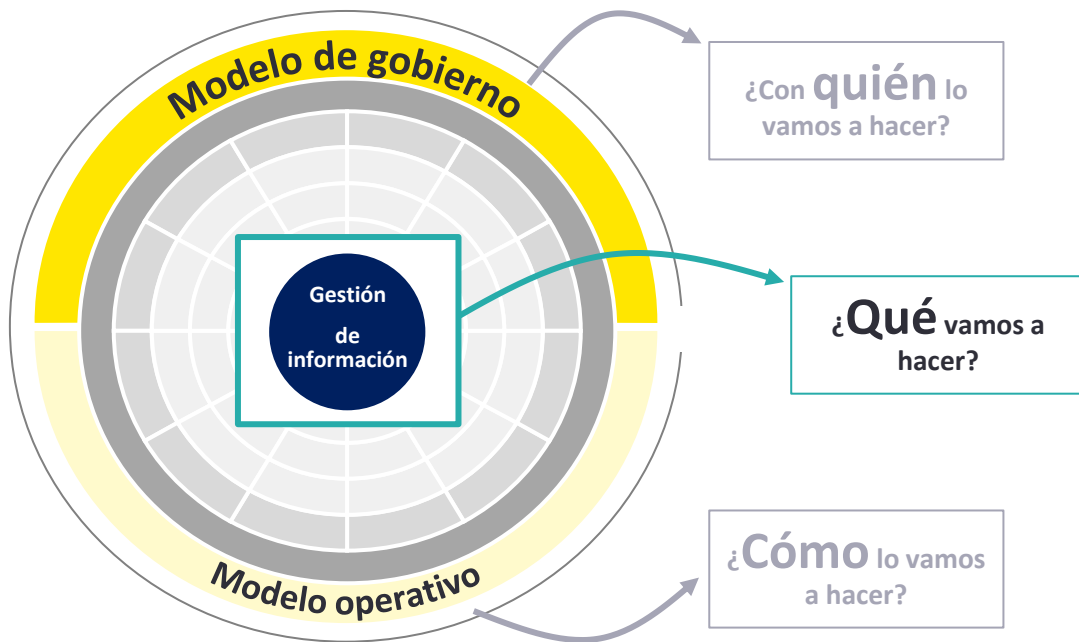 Modelo de gobierno
¿Con quién lo
vamos a hacer?
Gestión
de
información
¿Qué vamos a
hacer?
Modelo operativo
¿Cómo lo vamos
a hacer?